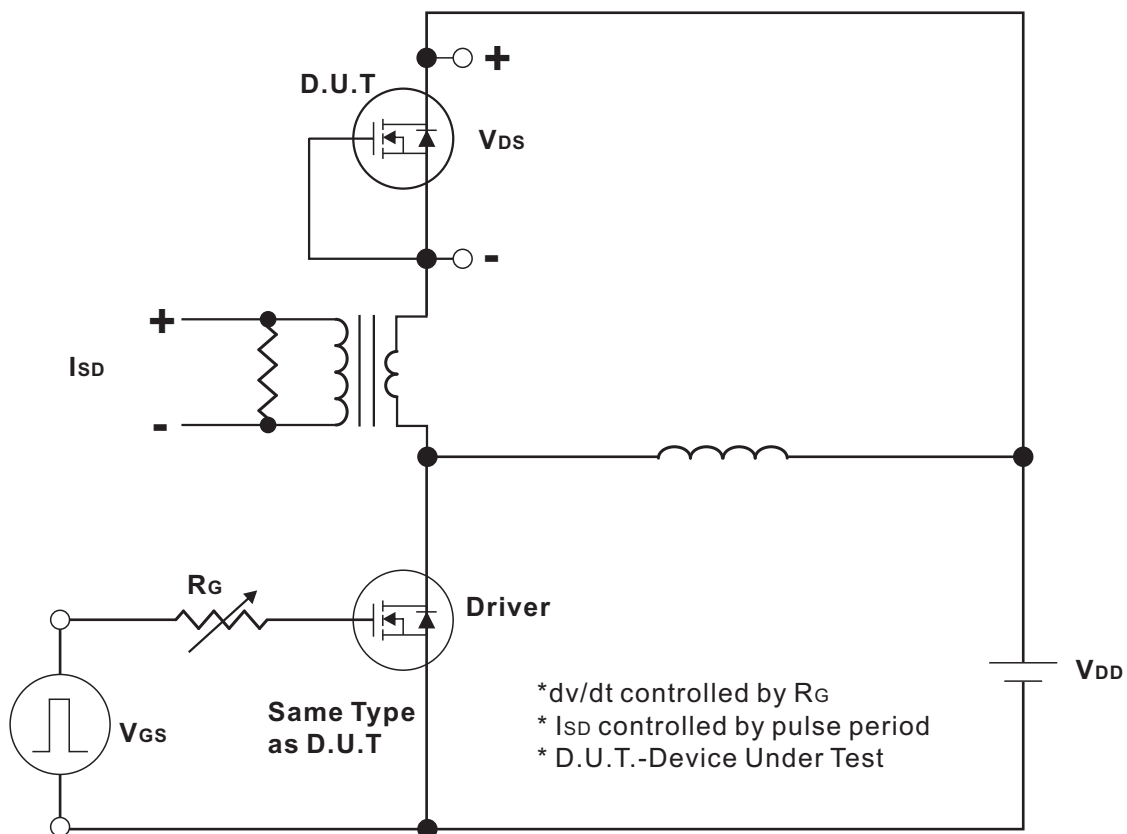 +
D.U.T
VDS
-
+
ISD
-
RG
Driver
VDD
VGS
Same Type
as D.U.T
*dv/dt controlled by RG
* ISD controlled by pulse period
* D.U.T.-Device Under Test